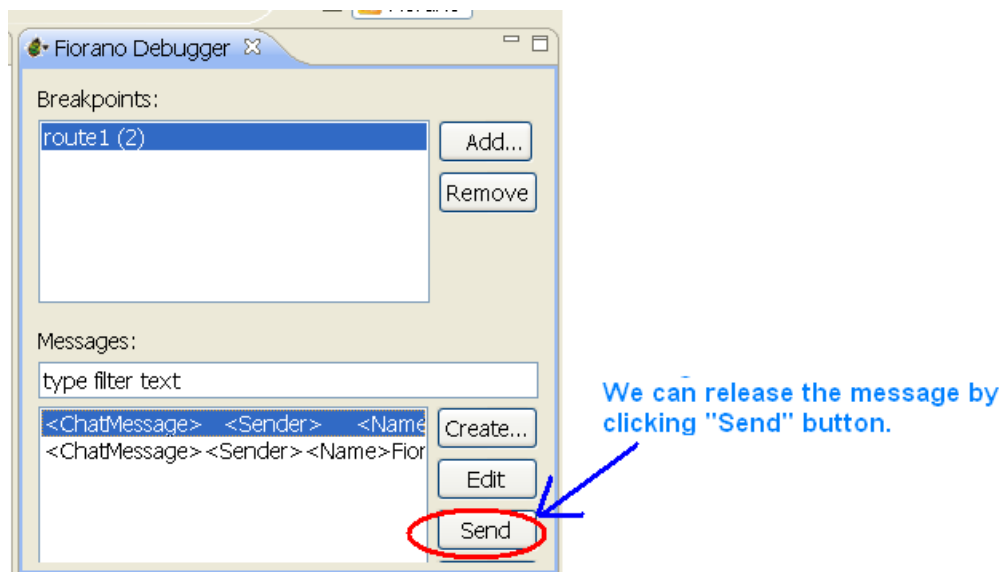 Fiorano Debugger
Breakpoints:
route1 (2)
Add...
Remove
Messages:
type filter text
<ChatMessage> <Sender> <Name
<ChatMessage><Sender><Name>Fior
Create...
Edit
Send
We can release the message by
clicking "Send" button.